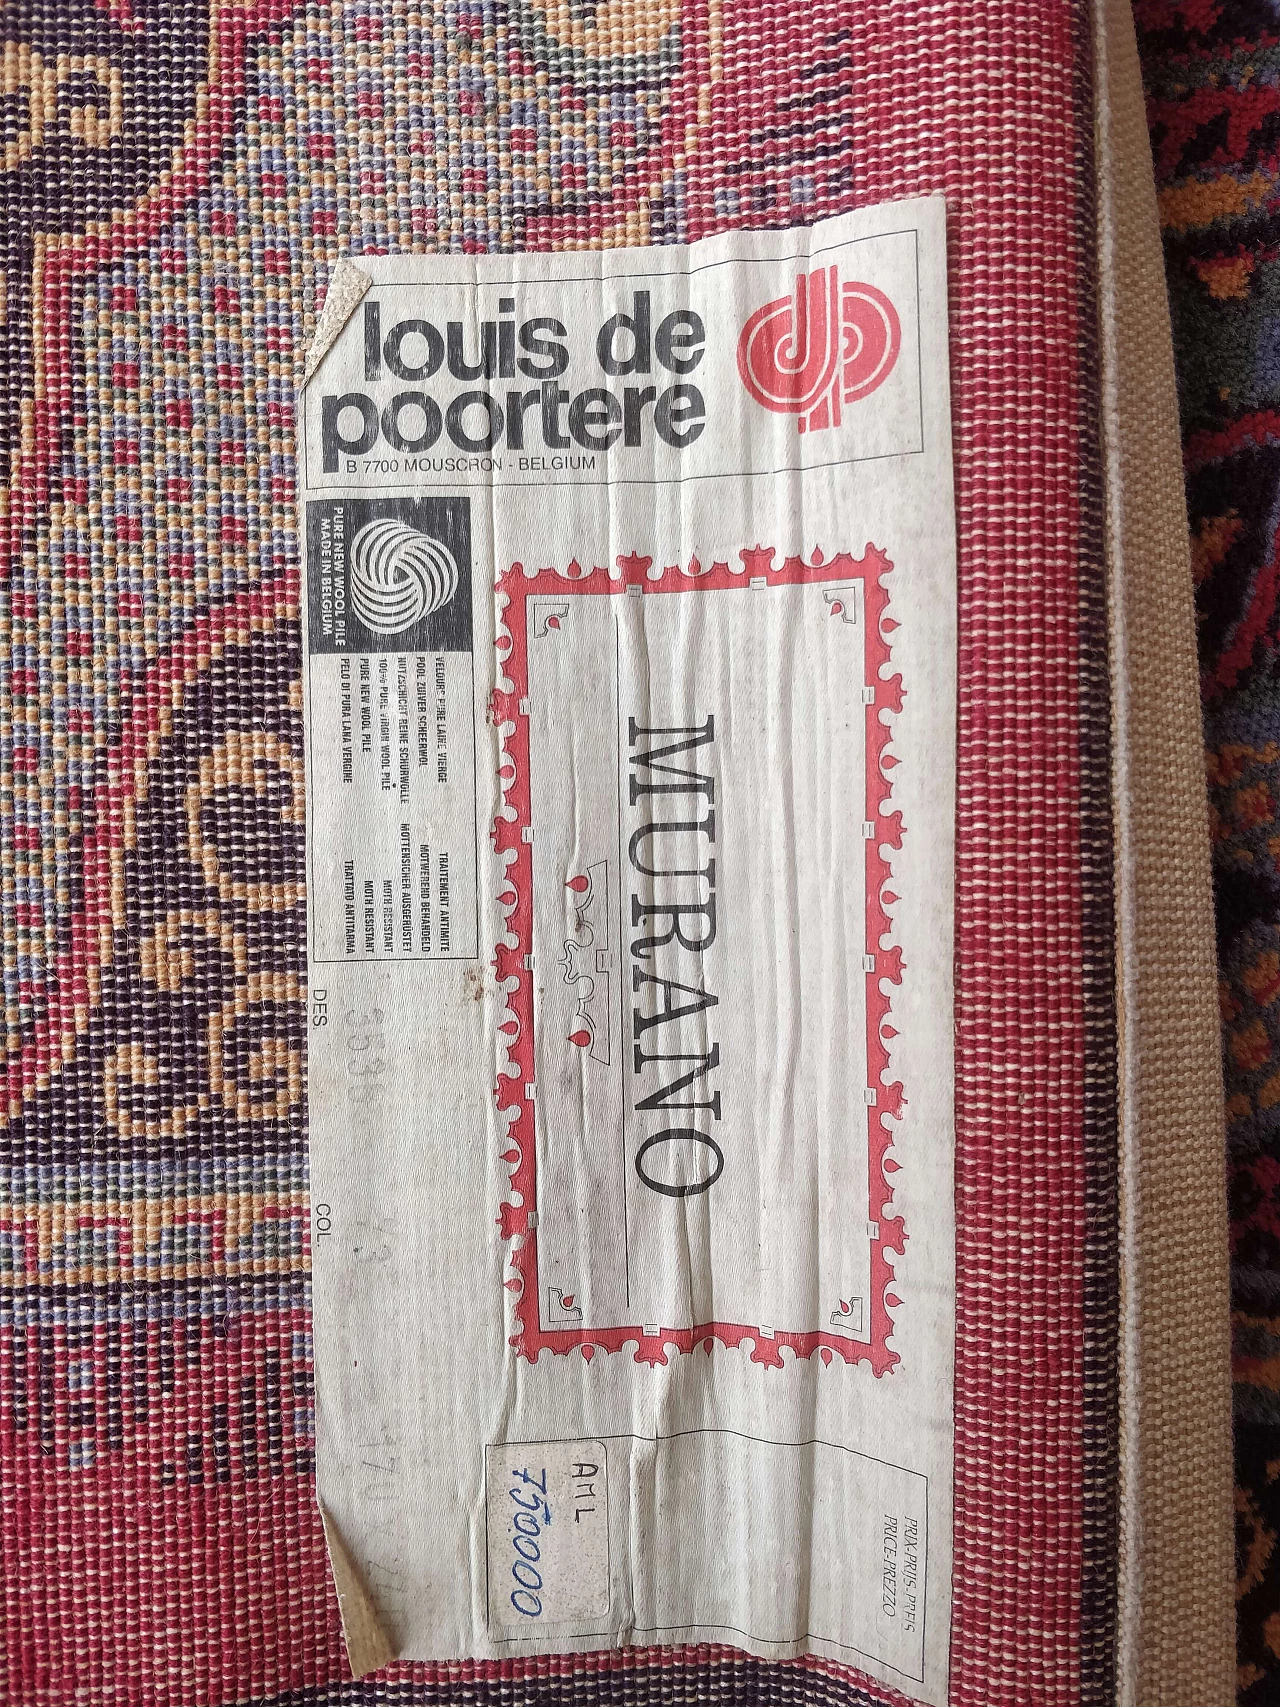 louis de
poortere
B 7700 MOUSCRON - BELGIUM
PURE NEW WOOL PILE
MADE IN BELGIUM
VELOURS PURE LAINE VIERGE TRAITEMENT ANTIMITE
POOL ZUIVER SCHEERWOL MOTWEREND BEHANDELD
NUTZSCHICHT REINE SCHURWOLLE MOTTENSICHER AUSGERÜSTET
100% PURE VIRGIN WOOL PILE MOTH RESISTANT
PURE NEW WOOL PILE MOTH RESISTANT
PELO DI PURA LANA VERGINE TRATTATO ANTITARMA
MURANO
DES
COL.
73
170
PRIX-PRIJS-PREIS
PRICE-PREZZO
AML
750000